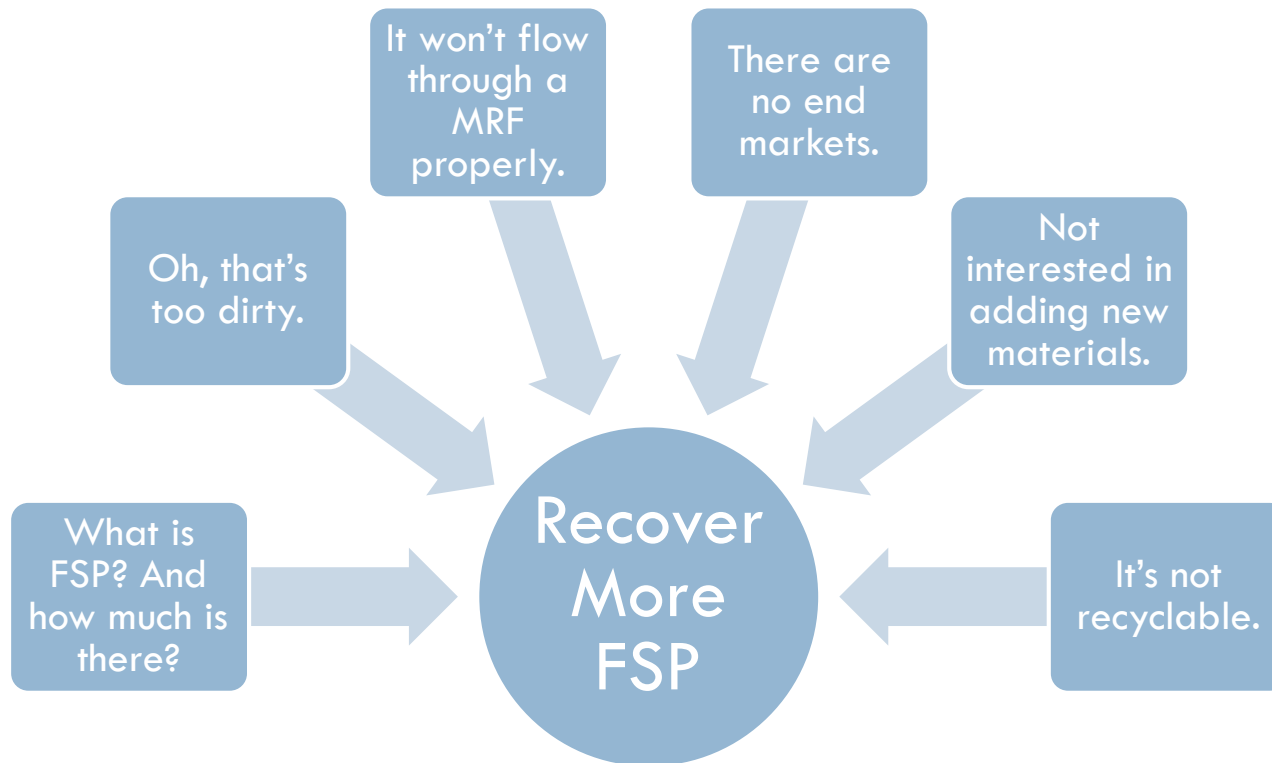 It won't flow
through a
MRF
properly.
There are
no end
markets.
Oh, that's
too dirty.
Not
interested in
adding new
materials.
What is
FSP? And
how much is
there?
Recover
More
FSP
It's not
recyclable.